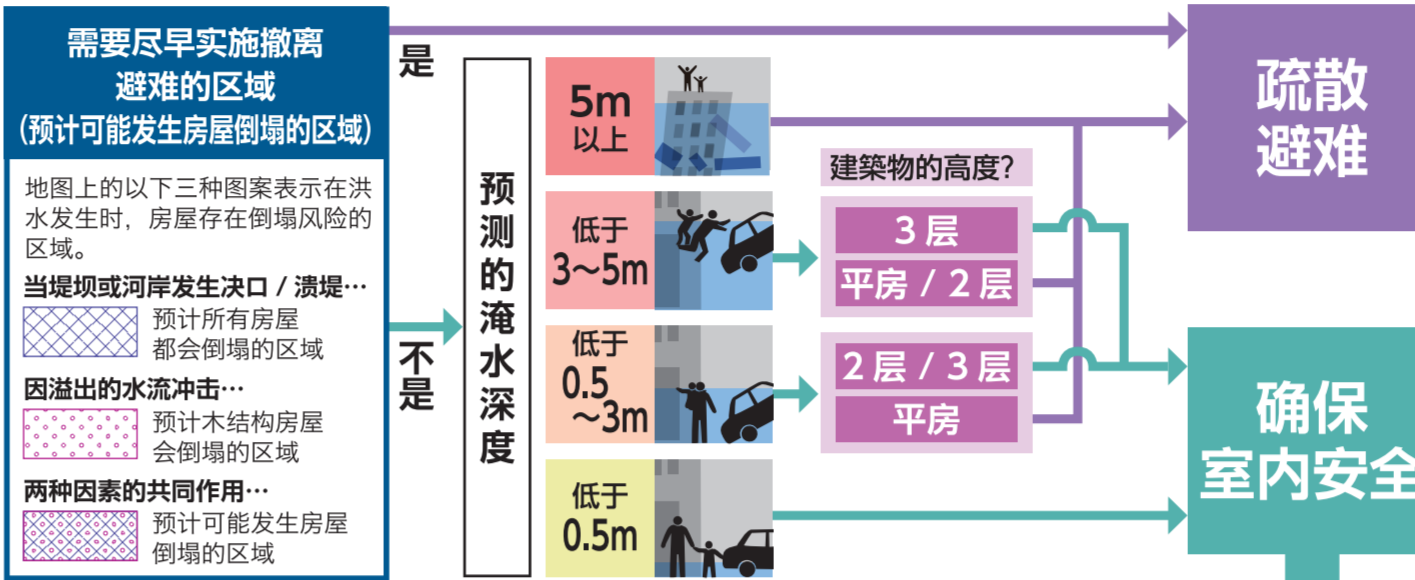 需要尽早实施撤离
避难的区域
(预计可能发生房屋倒塌的区域)
地图上的以下三种图案表示在洪
水发生时，房屋存在倒塌风险的
区域。
当堤坝或河岸发生决口 / 溃堤…
预计所有房屋
都会倒塌的区域
因溢出的水流冲击…
预计木结构房屋
会倒塌的区域
两种因素的共同作用…
预计可能发生房屋
倒塌的区域
是
不是
预测的淹水深度
5m
以上
低于
3～5m
低于
0.5
～3m
低于
0.5m
建築物的高度?
3 层
平房 / 2 层
2 层 / 3 层
平房
疏散
避难
确保
室内安全